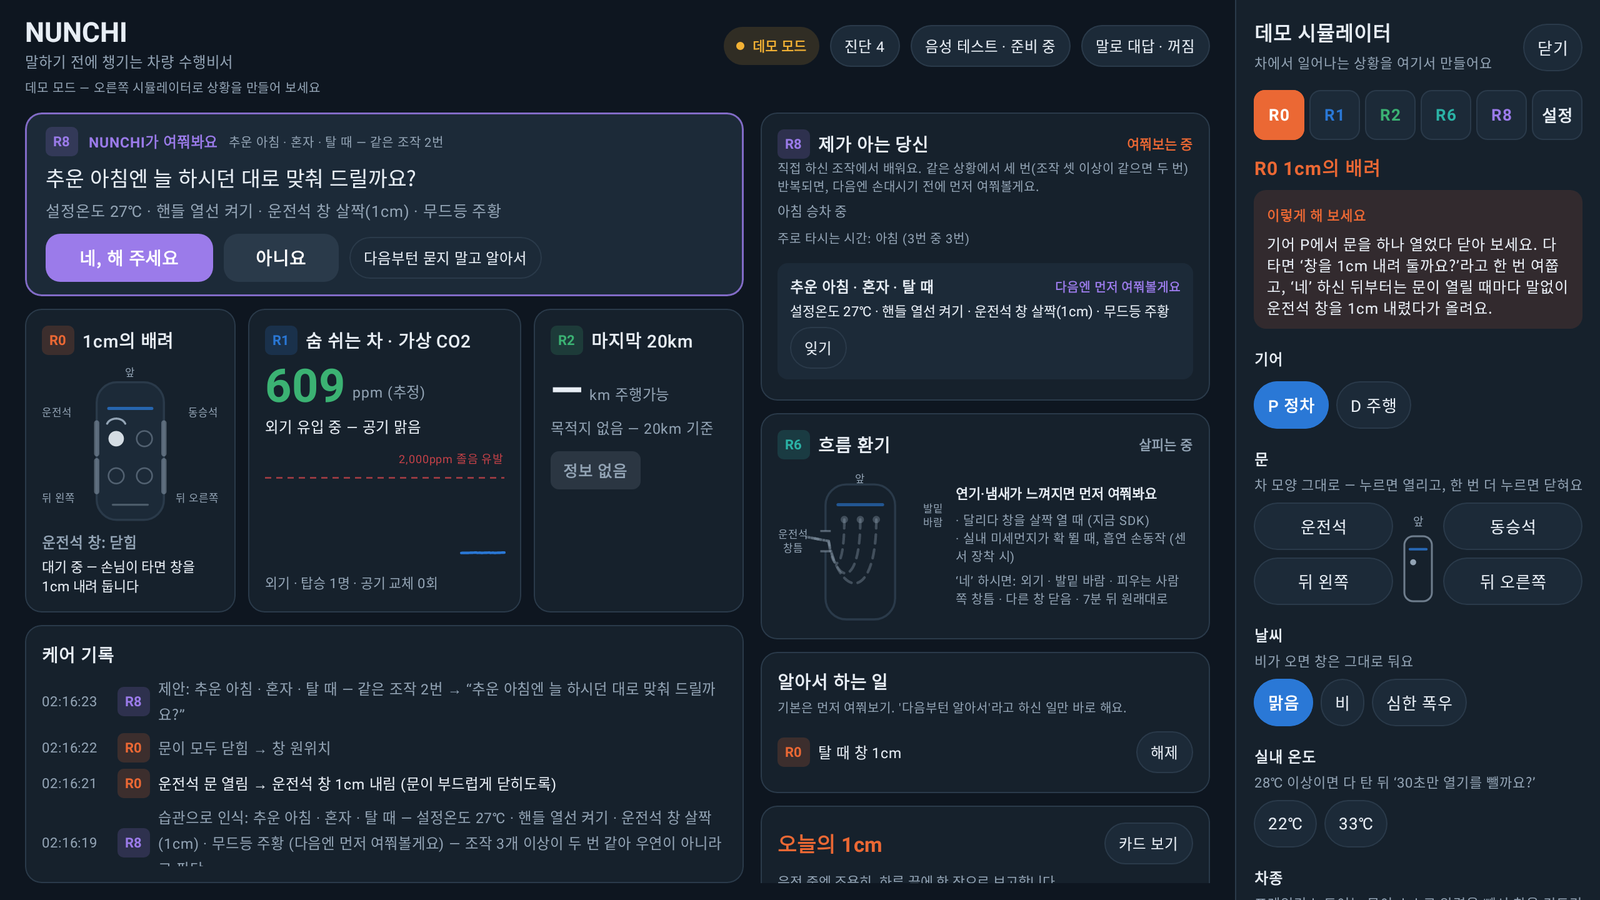 NUNCHI
말하기 전에 챙기는 차량 수행비서
데모 모드 — 오른쪽 시뮬레이터로 상황을 만들어 보세요
데모 모드
진단 4
음성 테스트 · 준비 중
말로 대답 · 꺼짐
R8 NUNCHI가 여쭤봐요 추운 아침 · 혼자 · 탈 때 — 같은 조작 2번
추운 아침엔 늘 하시던 대로 맞춰 드릴까요?
설정온도 27℃ · 핸들 열선 켜기 · 운전석 창 살짝(1cm) · 무드등 주황
네, 해 주세요
아니요
다음부턴 묻지 말고 알아서
R0 1cm의 배려
앞
운전석
동승석
뒤 왼쪽
뒤 오른쪽
운전석 창: 닫힘
대기 중 — 손님이 타면 창을
1cm 내려 둡니다
R1 숨 쉬는 차 · 가상 CO2
609 ppm (추정)
외기 유입 중 — 공기 맑음
2,000ppm 졸음 유발
외기 · 탑승 1명 · 공기 교체 0회
R2 마지막 20km
— km 주행가능
목적지 없음 — 20km 기준
정보 없음
케어 기록
02:16:23 R8 제안: 추운 아침 · 혼자 · 탈 때 — 같은 조작 2번 → “추운 아침엔 늘 하시던 대로 맞춰 드릴까
요?”
02:16:22 R0 문이 모두 닫힘 → 창 원위치
02:16:21 R0 운전석 문 열림 → 운전석 창 1cm 내림 (문이 부드럽게 닫히도록)
02:16:19 R8 습관으로 인식: 추운 아침 · 혼자 · 탈 때 — 설정온도 27℃ · 핸들 열선 켜기 · 운전석 창 살짝
(1cm) · 무드등 주황 (다음엔 먼저 여쭤볼게요) — 조작 3개 이상이 두 번 같아 우연이 아니라
R8 제가 아는 당신
여쭤보는 중
직접 하신 조작에서 배워요. 같은 상황에서 세 번(조작 셋 이상이 같으면 두 번)
반복되면, 다음엔 손대시기 전에 먼저 여쭤볼게요.
아침 승차 중
주로 타시는 시간: 아침 (3번 중 3번)
추운 아침 · 혼자 · 탈 때
다음엔 먼저 여쭤볼게요
설정온도 27℃ · 핸들 열선 켜기 · 운전석 창 살짝(1cm) · 무드등 주황
잊기
R6 흐름 환기
살피는 중
앞
운전석
창틈
발밑
바람
연기·냄새가 느껴지면 먼저 여쭤봐요
· 달리다 창을 살짝 열 때 (지금 SDK)
· 실내 미세먼지가 확 뛸 때, 흡연 손동작 (센
서 장착 시)
‘네’ 하시면: 외기 · 발밑 바람 · 피우는 사람
쪽 창틈 · 다른 창 닫음 · 7분 뒤 원래대로
알아서 하는 일
기본은 먼저 여쭤보기. '다음부턴 알아서'라고 하신 일만 바로 해요.
R0 탈 때 창 1cm
해제
오늘의 1cm
카드 보기
운전 중엔 조용히, 하루 끝에 한 장으로 보고합니다
데모 시뮬레이터
차에서 일어나는 상황을 여기서 만들어요
닫기
R0 R1 R2 R6 R8 설정
R0 1cm의 배려
이렇게 해 보세요
기어 P에서 문을 하나 열었다 닫아 보세요. 다
타면 ‘창을 1cm 내려 둘까요?’라고 한 번 여쭙
고, ‘네’ 하신 뒤부터는 문이 열릴 때마다 말없이
운전석 창을 1cm 내렸다가 올려요.
기어
P 정차
D 주행
문
차 모양 그대로 — 누르면 열리고, 한 번 더 누르면 닫혀요
운전석
앞
동승석
뒤 왼쪽
뒤 오른쪽
날씨
비가 오면 창은 그대로 둬요
맑음
비
심한 폭우
실내 온도
28℃ 이상이면 다 탄 뒤 ‘30초만 열기를 뺄까요?’
22℃
33℃
차종